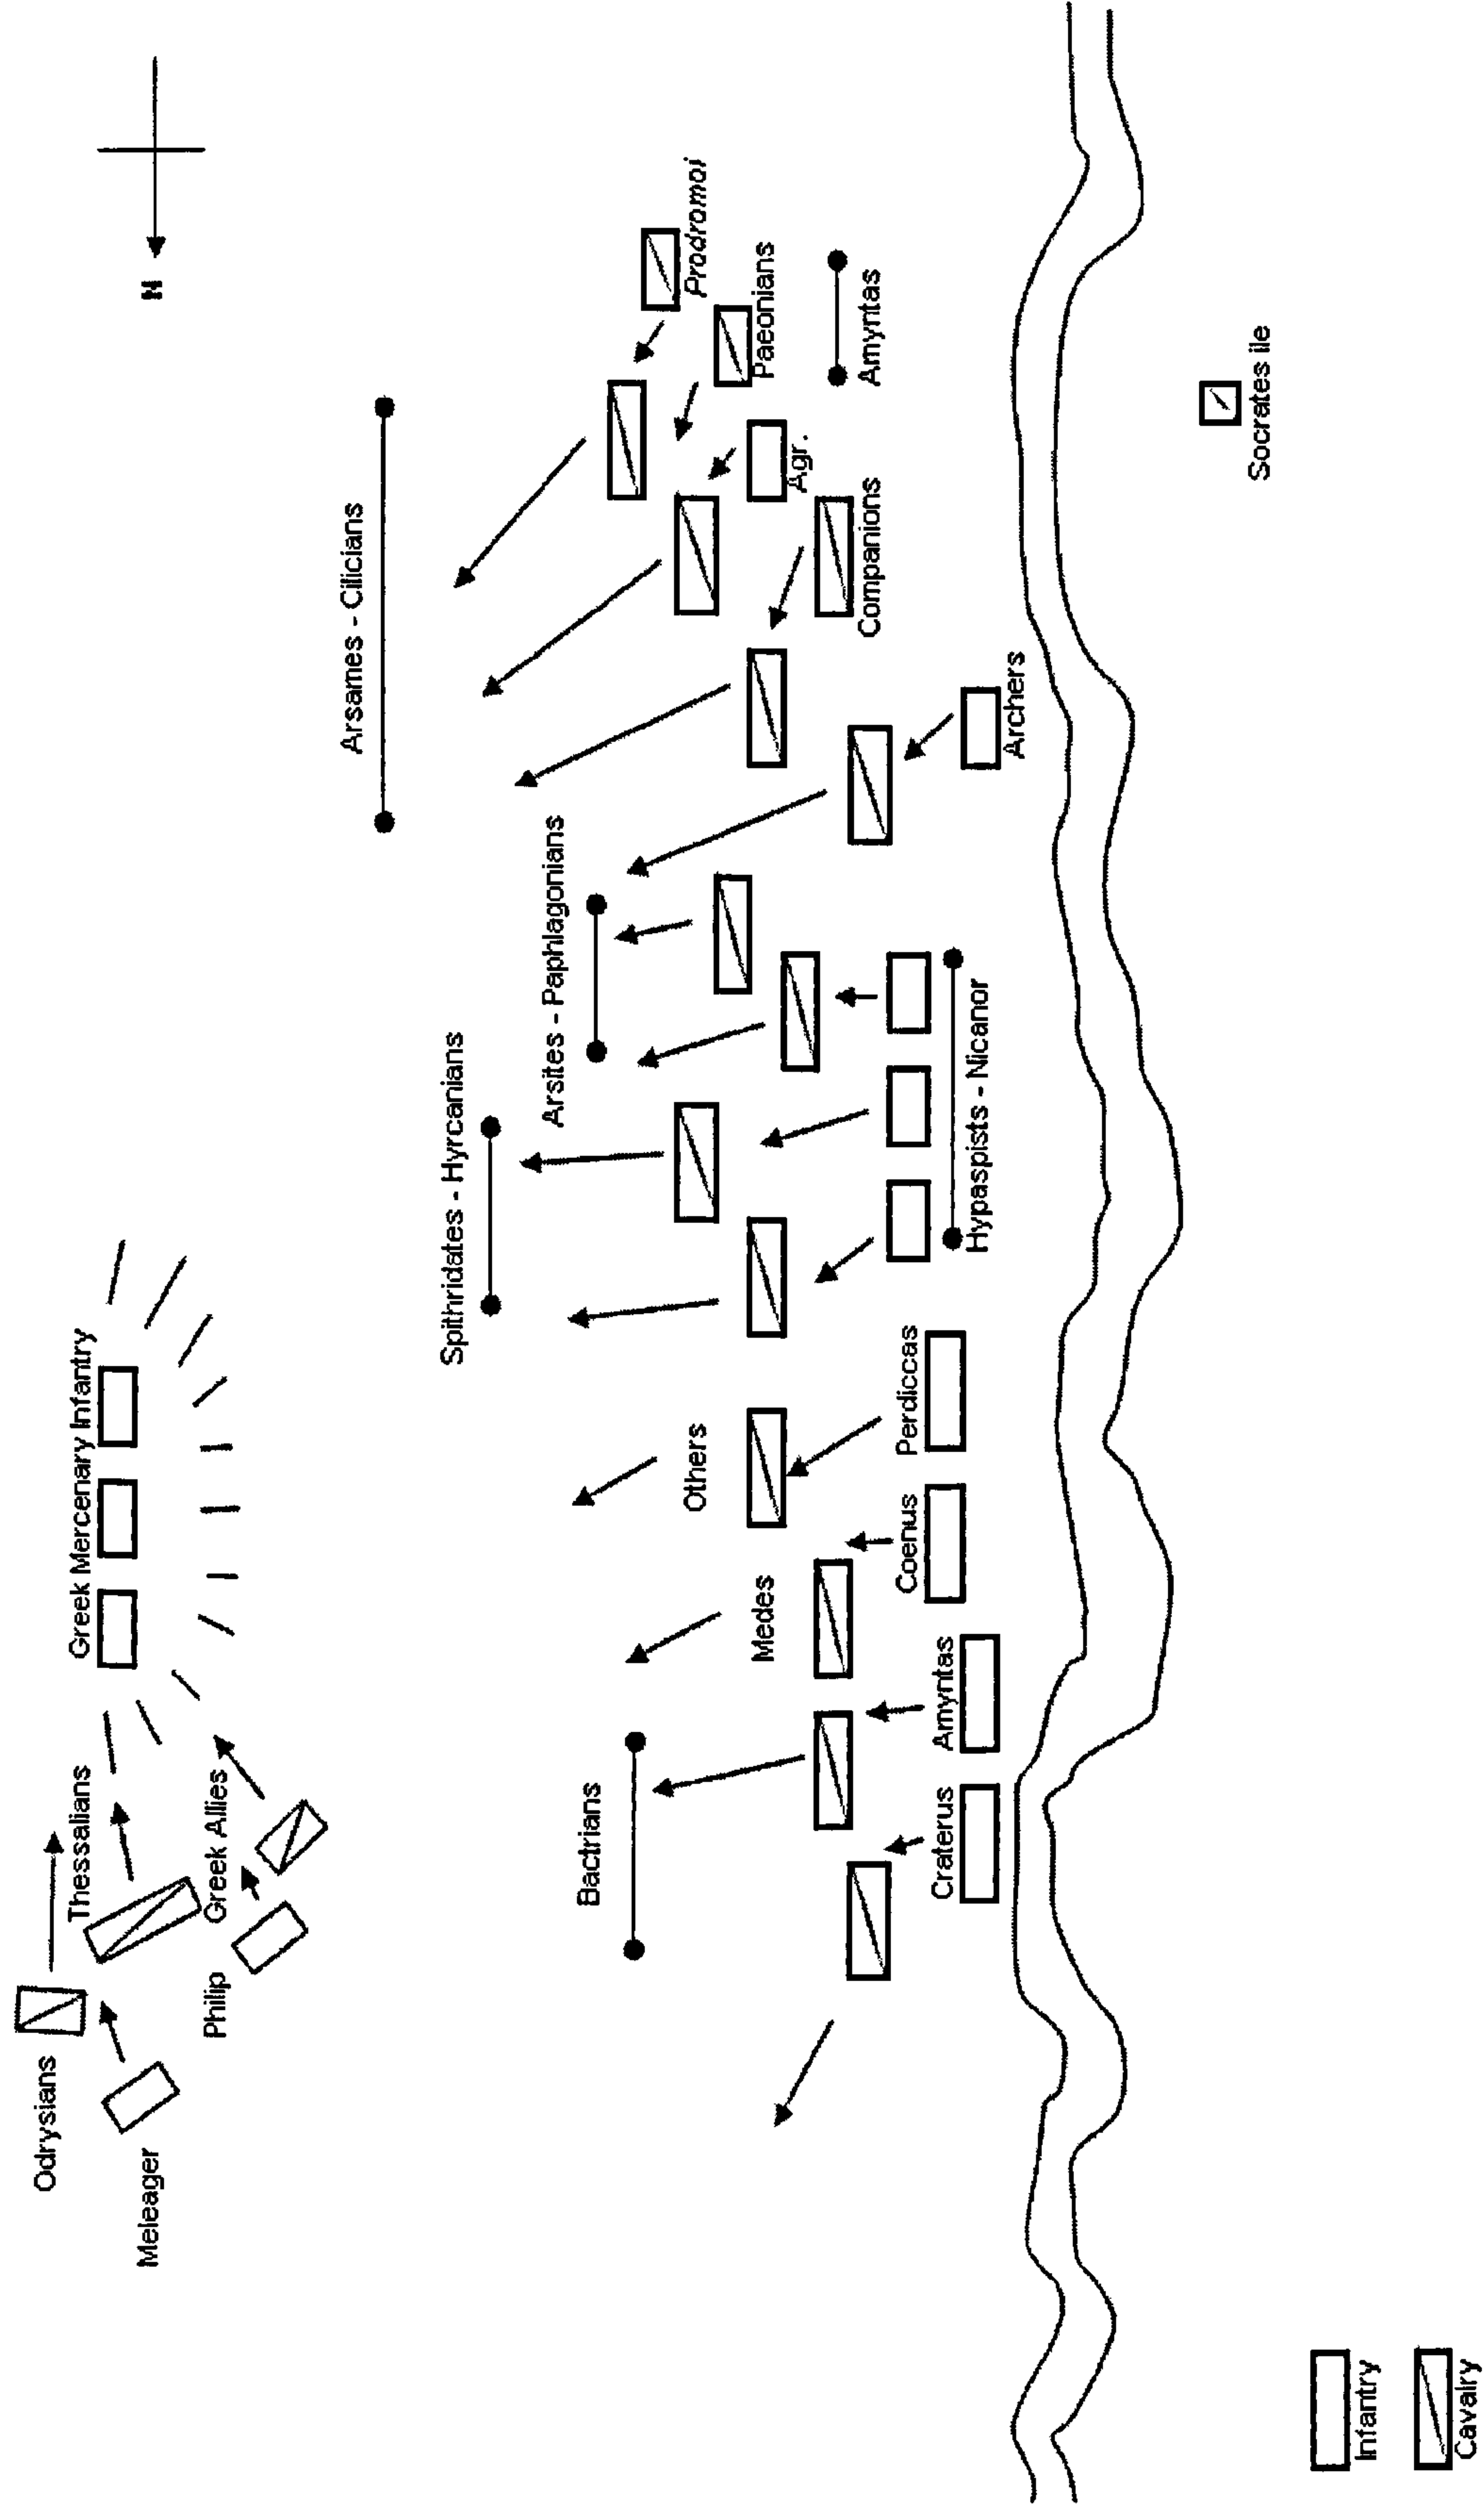 Odrysians
Thessalians
Greek Mercenary Infantry
Meleager
N
Philip
Greek Allies
Arsames - Cilicians
Spithridates - Hyrcanians
Arsites - Paphlagonians
Bactrians
Others
Prodromoi
Medes
Paeonians
Agr.
Companions
Amyntas
Coenus
Perdiccas
Craterus
Amyntas
Hypaspists - Nicanor
Archers
Socrates ile
Infantry
Cavalry